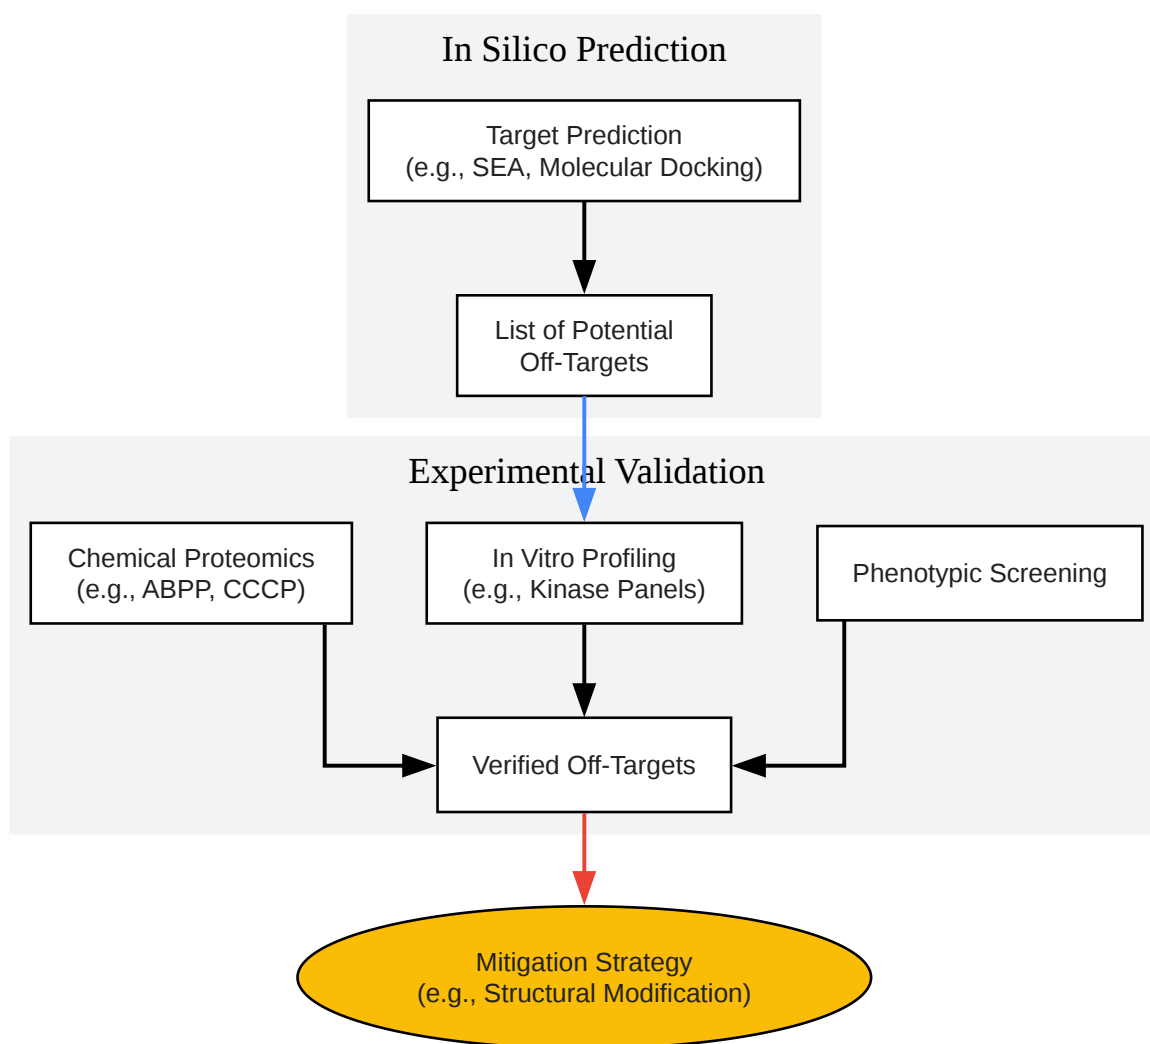 In Silico Prediction
Target Prediction
(e.g., SEA, Molecular Docking)
List of Potential
Off-Targets
Experimental Validation
Chemical Proteomics
(e.g., ABPP, CCCP)
In Vitro Profiling
(e.g., Kinase Panels)
Phenotypic Screening
Verified Off-Targets
Mitigation Strategy
(e.g., Structural Modification)